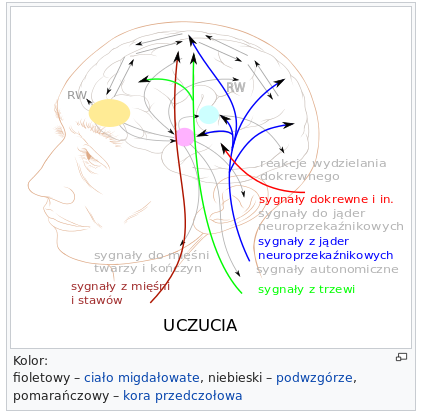 RW
RW
reakcje wydzielania
dokrewnego
sygnały dokrewne i in.
sygnały do jąder
neuroprzekaźnikowych
sygnały z jąder
neuroprzekaźnikowych
sygnały autonomiczne
sygnały z trzewi
sygnały do mięśni
twarzy i kończyn
sygnały z mięśni
i stawów
UCZUCIA
Kolor:
fioletowy – ciało migdałowate, niebieski – podwzgórze,
pomarańczowy – kora przedczołowa